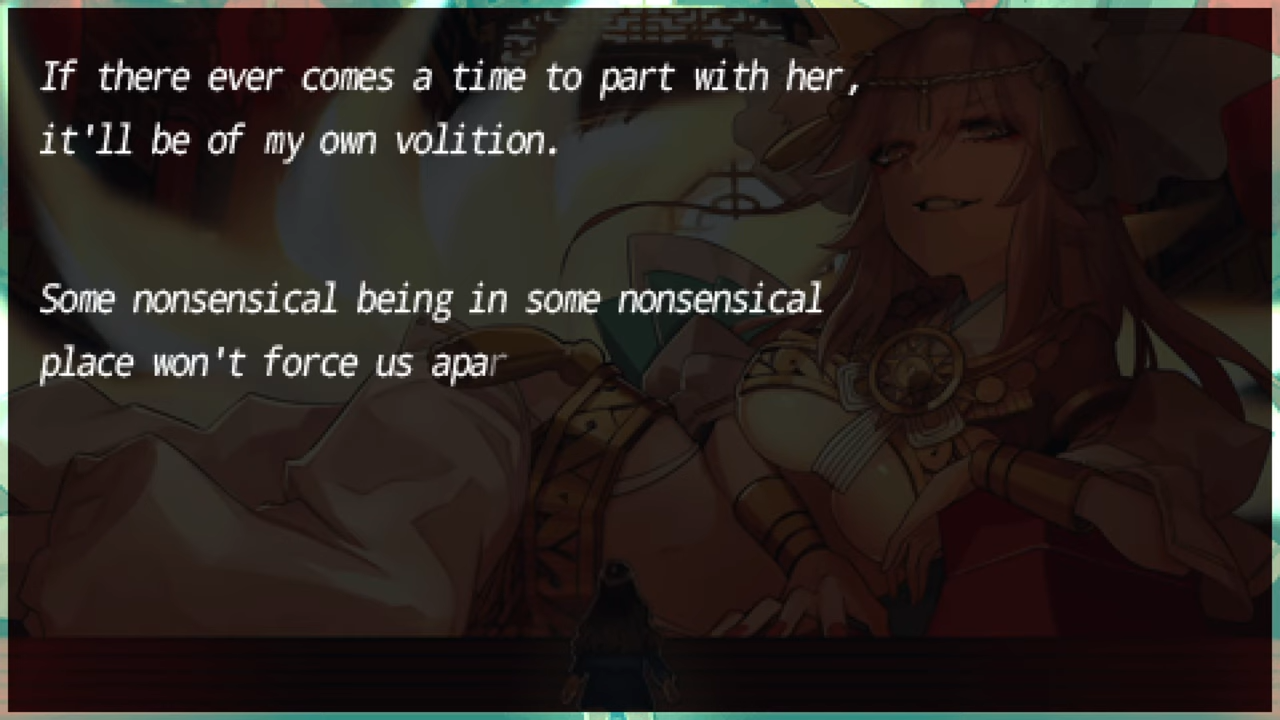 If there ever comes a time to part with her,
it'll be of my own volition.
Some nonsensical being in some nonsensical
place won't force us apar